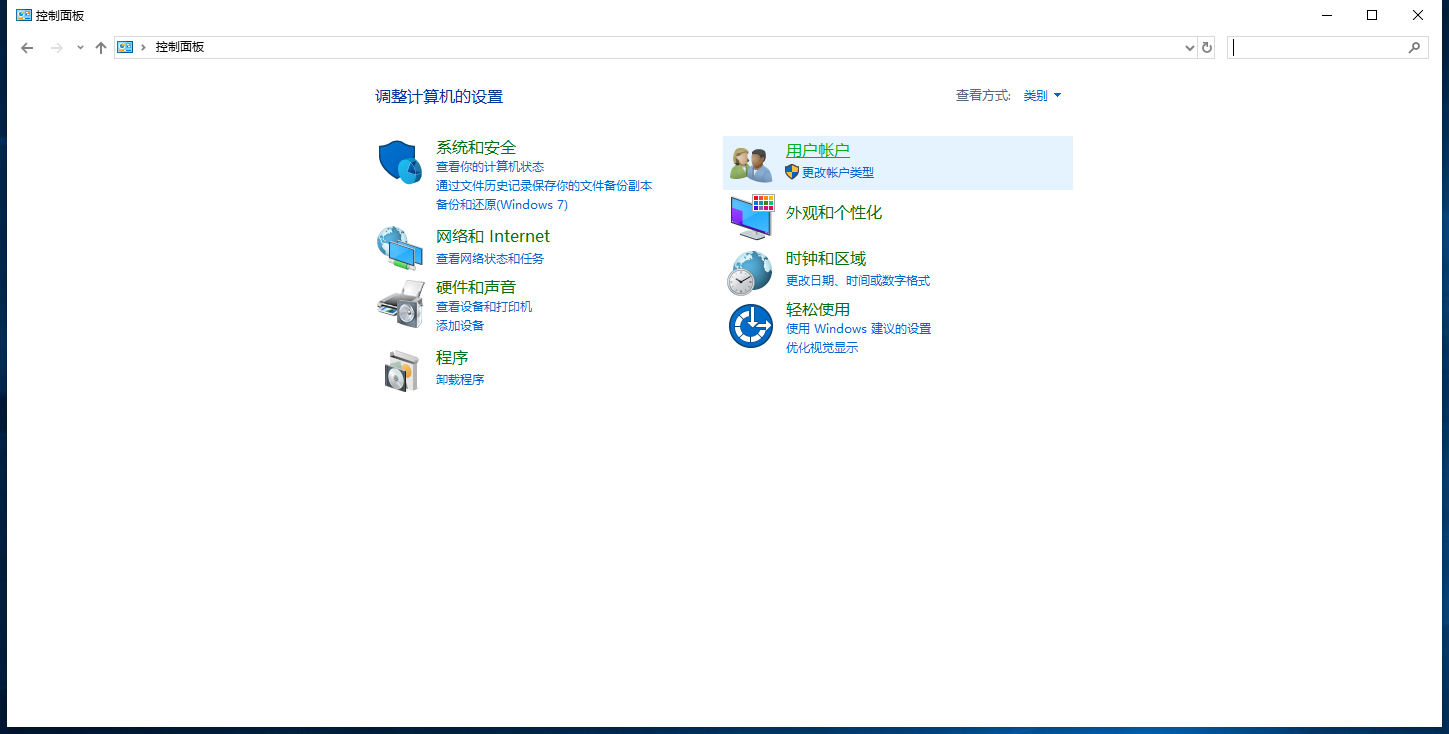 控制面板
控制面板
调整计算机的设置
查看方式: 类别
系统和安全
查看你的计算机状态
通过文件历史记录保存你的文件备份副本
备份和还原(Windows 7)
网络和 Internet
查看网络状态和任务
硬件和声音
查看设备和打印机
添加设备
程序
卸载程序
用户帐户
更改帐户类型
外观和个性化
时钟和区域
更改日期、时间或数字格式
轻松使用
使用 Windows 建议的设置
优化视觉显示